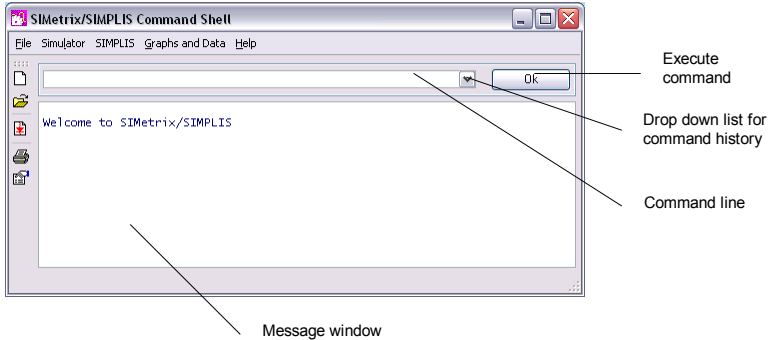 SIMetrix/SIMPLIS Command Shell
File Simulator SIMPLIS Graphs and Data Help
Ok
Welcome to SIMetrix/SIMPLIS
Execute
command
Drop down list for
command history
Command line
Message window